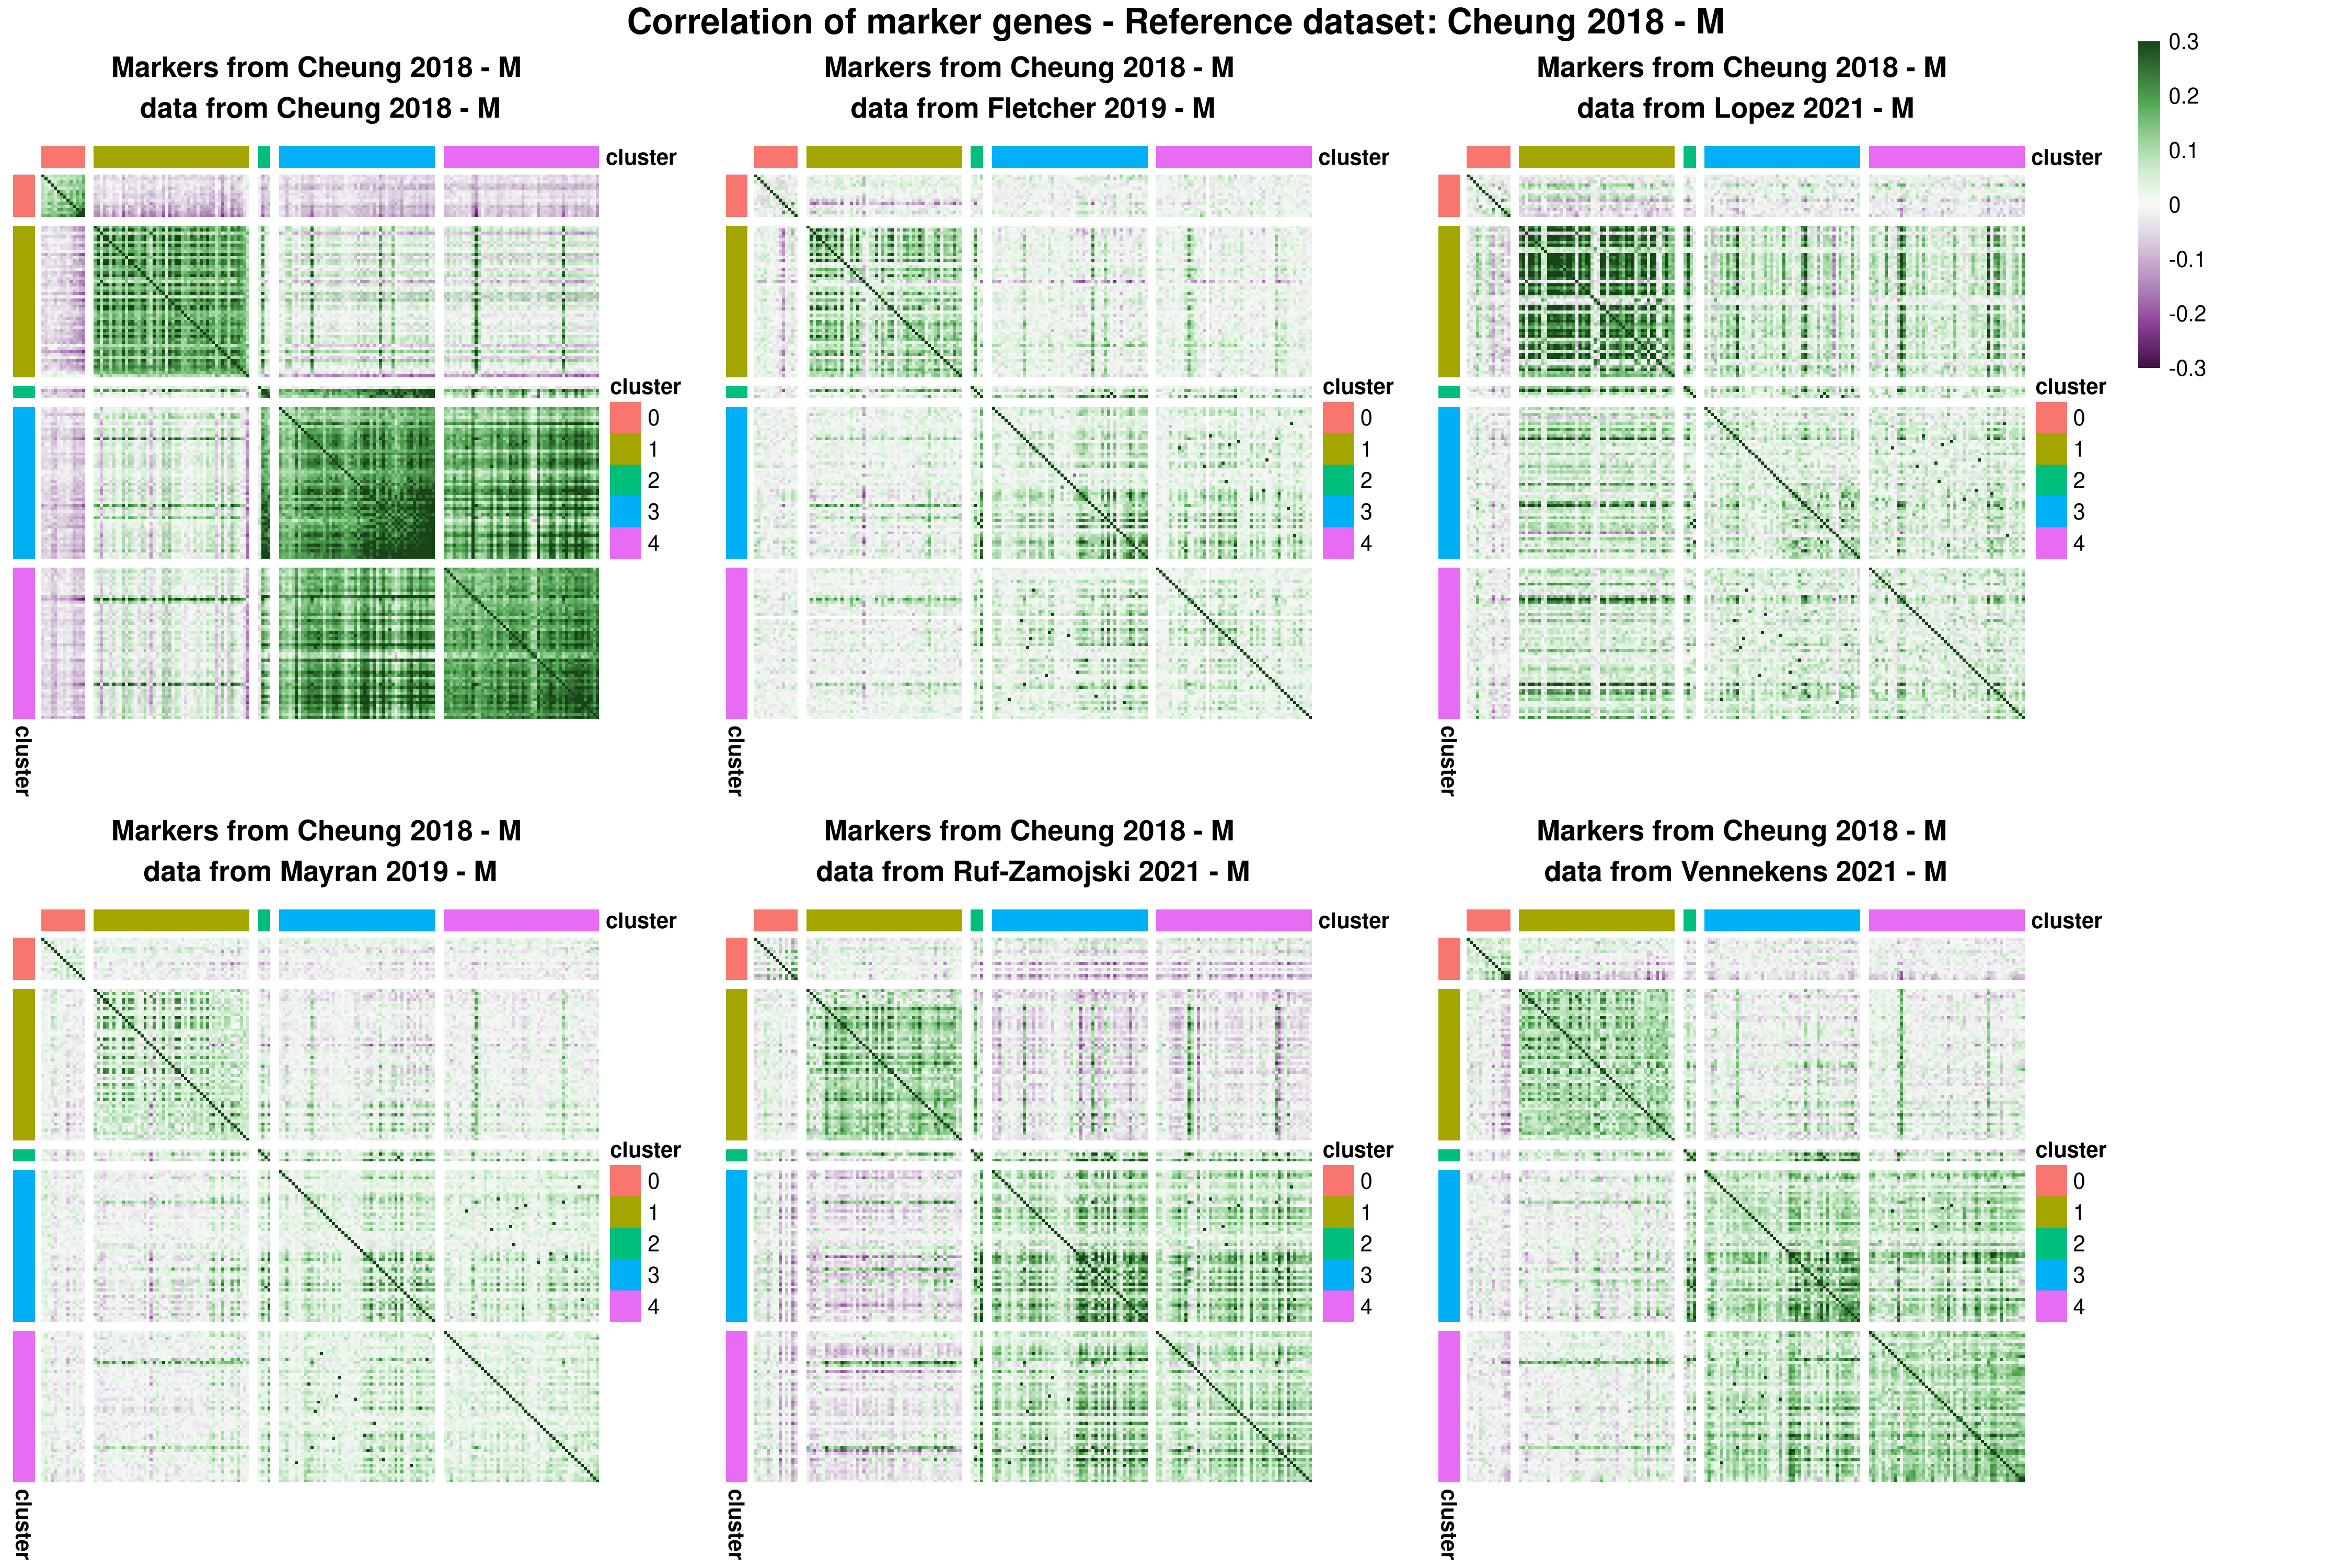 Correlation of marker genes - Reference dataset: Cheung 2018 - M
Markers from Cheung 2018 - M
data from Cheung 2018 - M
cluster
cluster
0
1
2
3
4
cluster
Markers from Cheung 2018 - M
data from Fletcher 2019 - M
cluster
cluster
0
1
2
3
4
cluster
Markers from Cheung 2018 - M
data from Lopez 2021 - M
cluster
cluster
0
1
2
3
4
cluster
0.3
0.2
0.1
0
-0.1
-0.2
-0.3
Markers from Cheung 2018 - M
data from Mayran 2019 - M
cluster
cluster
0
1
2
3
4
cluster
Markers from Cheung 2018 - M
data from Ruf-Zamojski 2021 - M
cluster
cluster
0
1
2
3
4
cluster
Markers from Cheung 2018 - M
data from Vennekens 2021 - M
cluster
cluster
0
1
2
3
4
cluster